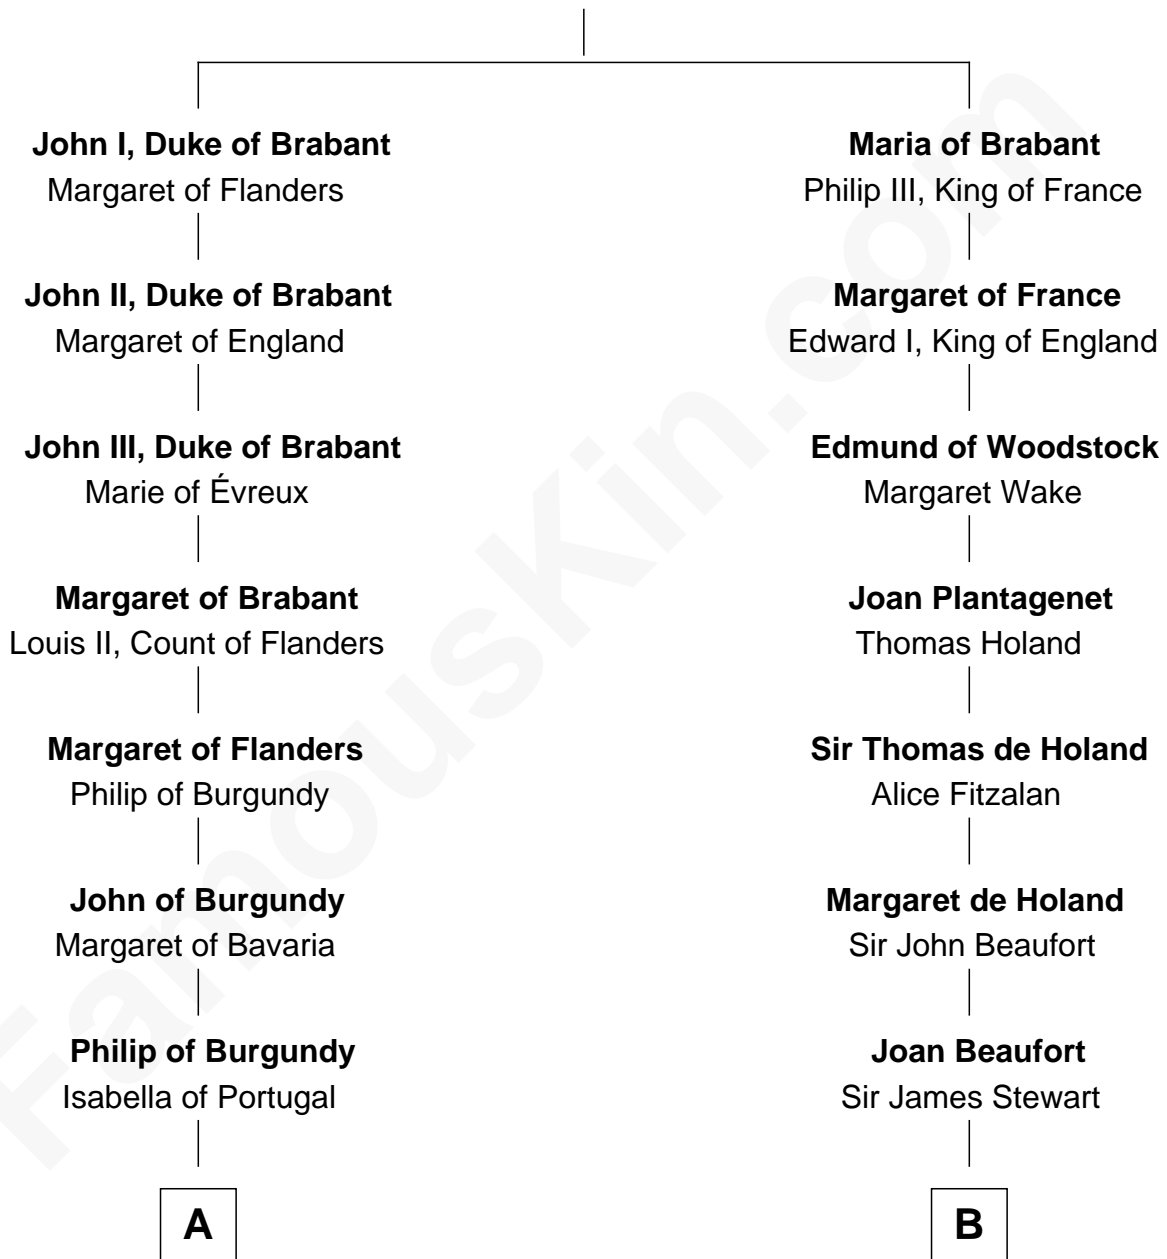 John I, Duke of Brabant
Margaret of Flanders
John II, Duke of Brabant
Margaret of England
John III, Duke of Brabant
Marie of Évreux
Margaret of Brabant
Louis II, Count of Flanders
Margaret of Flanders
Philip of Burgundy
John of Burgundy
Margaret of Bavaria
Philip of Burgundy
Isabella of Portugal
A
Maria of Brabant
Philip III, King of France
Margaret of France
Edward I, King of England
Edmund of Woodstock
Margaret Wake
Joan Plantagenet
Thomas Holand
Sir Thomas de Holand
Alice Fitzalan
Margaret de Holand
Sir John Beaufort
Joan Beaufort
Sir James Stewart
B
FamousKin.com